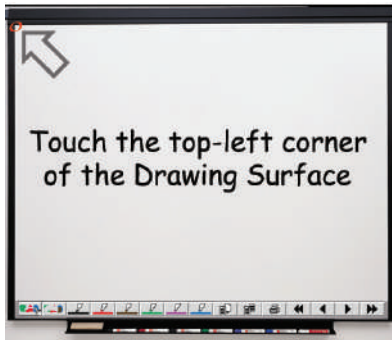 Touch the top-left corner
of the Drawing Surface